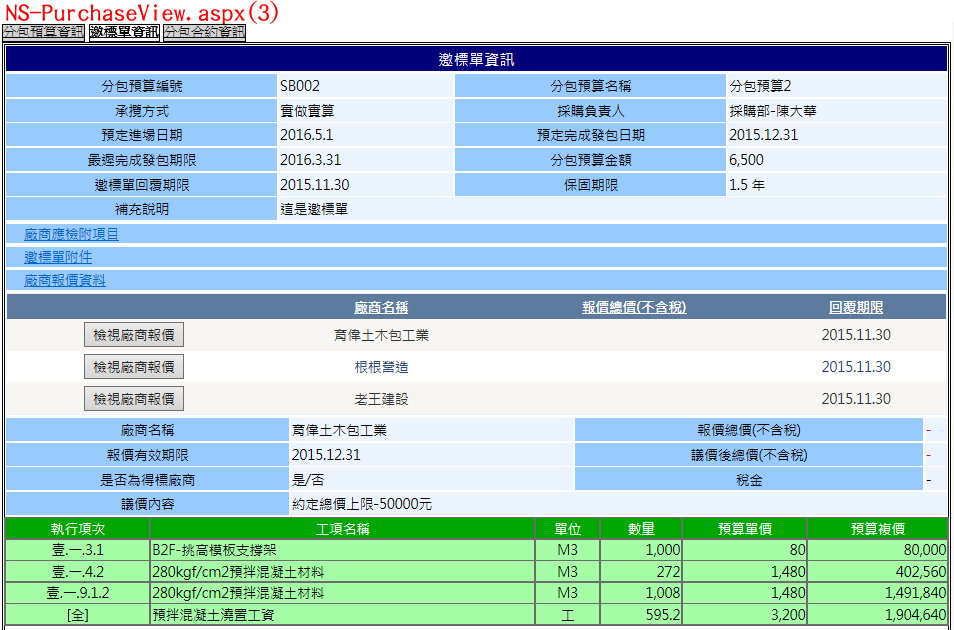 NS-PurchaseView.aspx(3)
分包預算資訊 邀標單資訊 分包合約資訊
邀標單資訊
分包預算編號 SB002 分包預算名稱 分包預算2
承攬方式 實做實算 採購負責人 採購部-陳大華
預定進場日期 2016.5.1 預定完成發包日期 2015.12.31
最遲完成發包期限 2016.3.31 分包預算金額 6,500
邀標單回覆期限 2015.11.30 保固期限 1.5 年
補充說明 這是邀標單
廠商應檢附項目
邀標單附件
廠商報價資料
廠商名稱 報價總價(不含稅) 回覆期限
檢視廠商報價 育偉土木包工業 2015.11.30
檢視廠商報價 根根營造 2015.11.30
檢視廠商報價 老王建設 2015.11.30
廠商名稱 育偉土木包工業 報價總價(不含稅) -
報價有效期限 2015.12.31 議價後總價(不含稅) -
是否為得標廠商 是/否 稅金 -
議價內容 約定總價上限-50000元
執行項次 工項名稱 單位 數量 預算單價 預算複價
壹.一.3.1 B2F-挑高模板支撐架 M3 1,000 80 80,000
壹.一.4.2 280kgf/cm2預拌混凝土材料 M3 272 1,480 402,560
壹.一.9.1.2 280kgf/cm2預拌混凝土材料 M3 1,008 1,480 1,491,840
[全] 預拌混凝土澆置工資 工 595.2 3,200 1,904,640